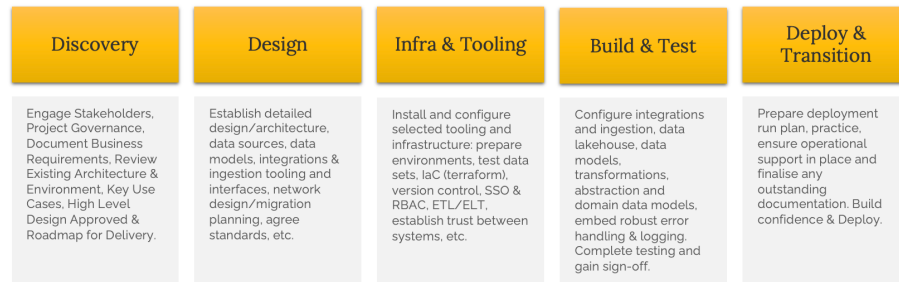 Discovery
Engage Stakeholders,
Project Governance,
Document Business
Requirements, Review
Existing Architecture &
Environment, Key Use
Cases, High Level
Design Approved &
Roadmap for Delivery.
Design
Establish detailed
design/architecture,
data sources, data
models, integrations &
ingestion tooling and
interfaces, network
design/migration
planning, agree
standards, etc.
Infra & Tooling
Install and configure
selected tooling and
infrastructure: prepare
environments, test data
sets, IaC (terraform),
version control, SSO &
RBAC, ETL/ELT,
establish trust between
systems, etc.
Build & Test
Configure integrations
and ingestion, data
lakehouse, data
models,
transformations,
abstraction and
domain data models,
embed robust error
handling & logging.
Complete testing and
gain sign-off.
Deploy &
Transition
Prepare deployment
run plan, practice,
ensure operational
support in place and
finalise any
outstanding
documentation. Build
confidence & Deploy.